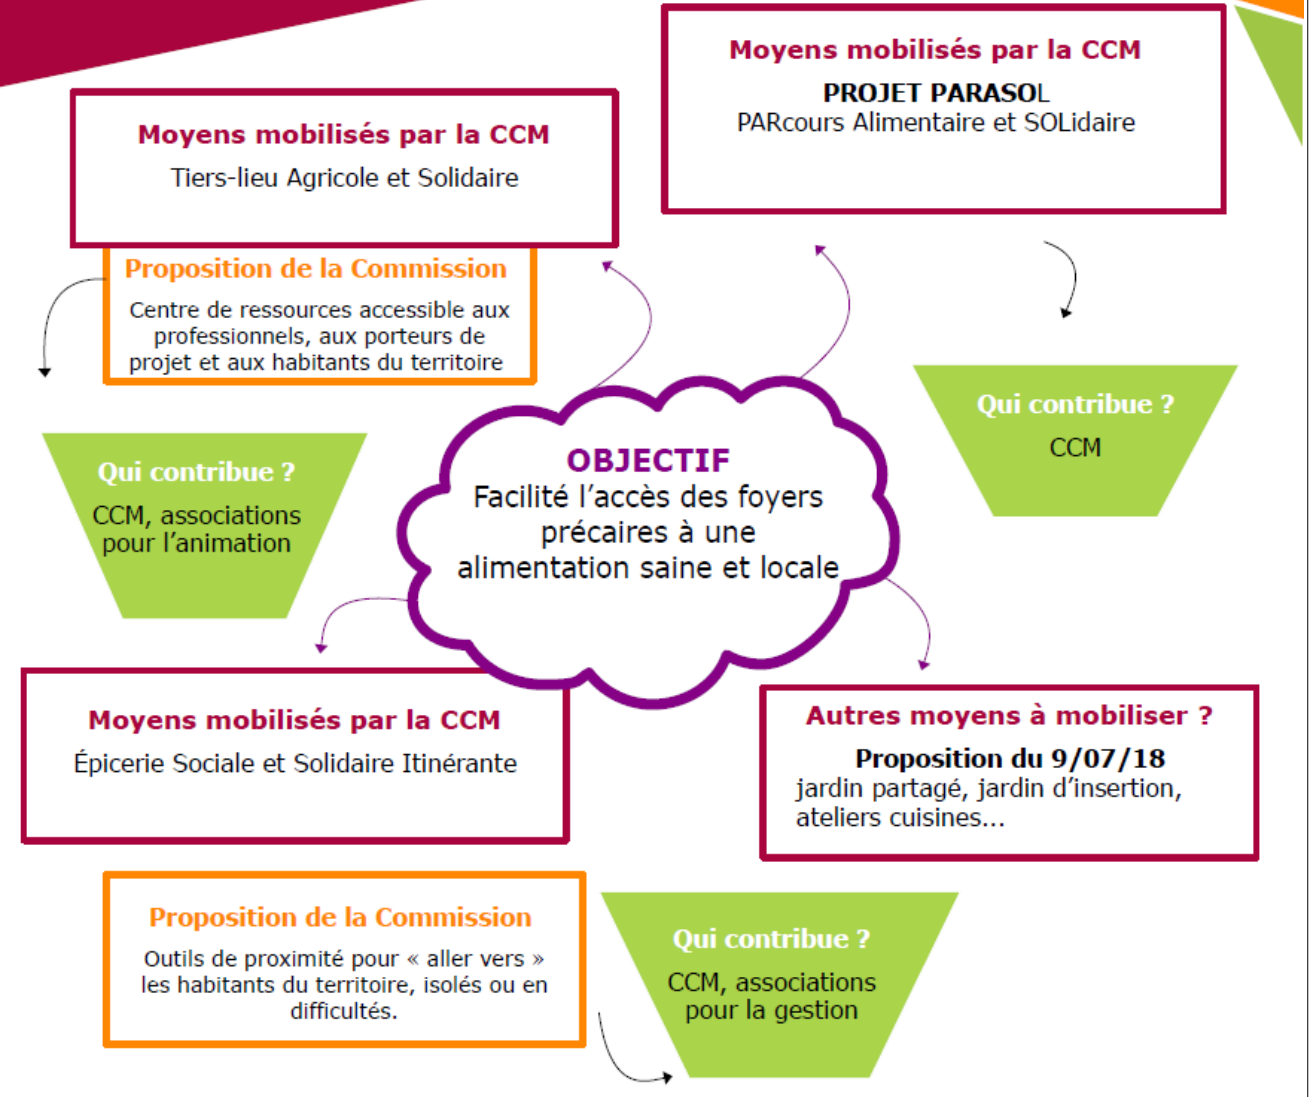 Moyens mobilisés par la CCM
PROJET PARASOL
PARcours Alimentaire et SOLidaire
Moyens mobilisés par la CCM
Tiers-lieu Agricole et Solidaire
Proposition de la Commission
Centre de ressources accessible aux
professionnels, aux porteurs de
projet et aux habitants du territoire
Qui contribue ?
CCM
Qui contribue ?
CCM, associations
pour l’animation
OBJECTIF
Facilité l’accès des foyers
précaires à une
alimentation saine et locale
Moyens mobilisés par la CCM
Épicerie Sociale et Solidaire Itinérante
Autres moyens à mobiliser ?
Proposition du 9/07/18
jardin partagé, jardin d’insertion,
ateliers cuisines...
Proposition de la Commission
Outils de proximité pour « aller vers »
les habitants du territoire, isolés ou en
difficultés.
Qui contribue ?
CCM, associations
pour la gestion